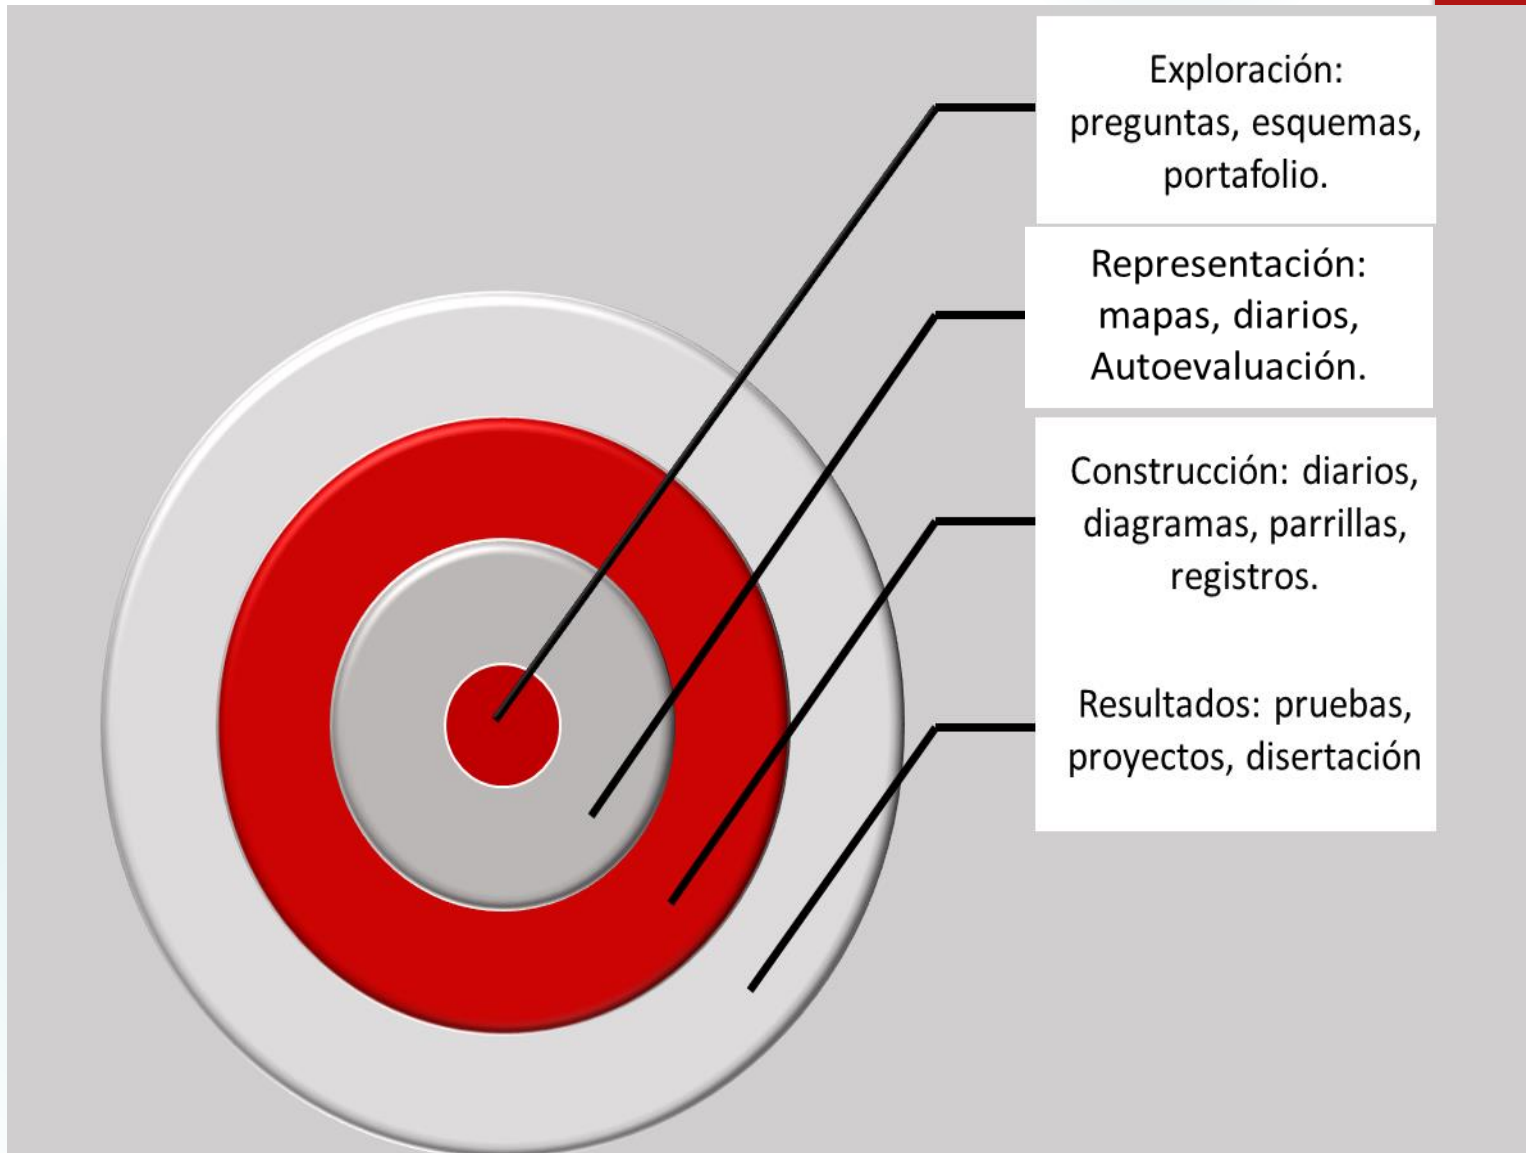 Exploración:
preguntas, esquemas,
portafolio.
Representación:
mapas, diarios,
Autoevaluación.
Construcción: diarios,
diagramas, parrillas,
registros.
Resultados: pruebas,
proyectos, disertación